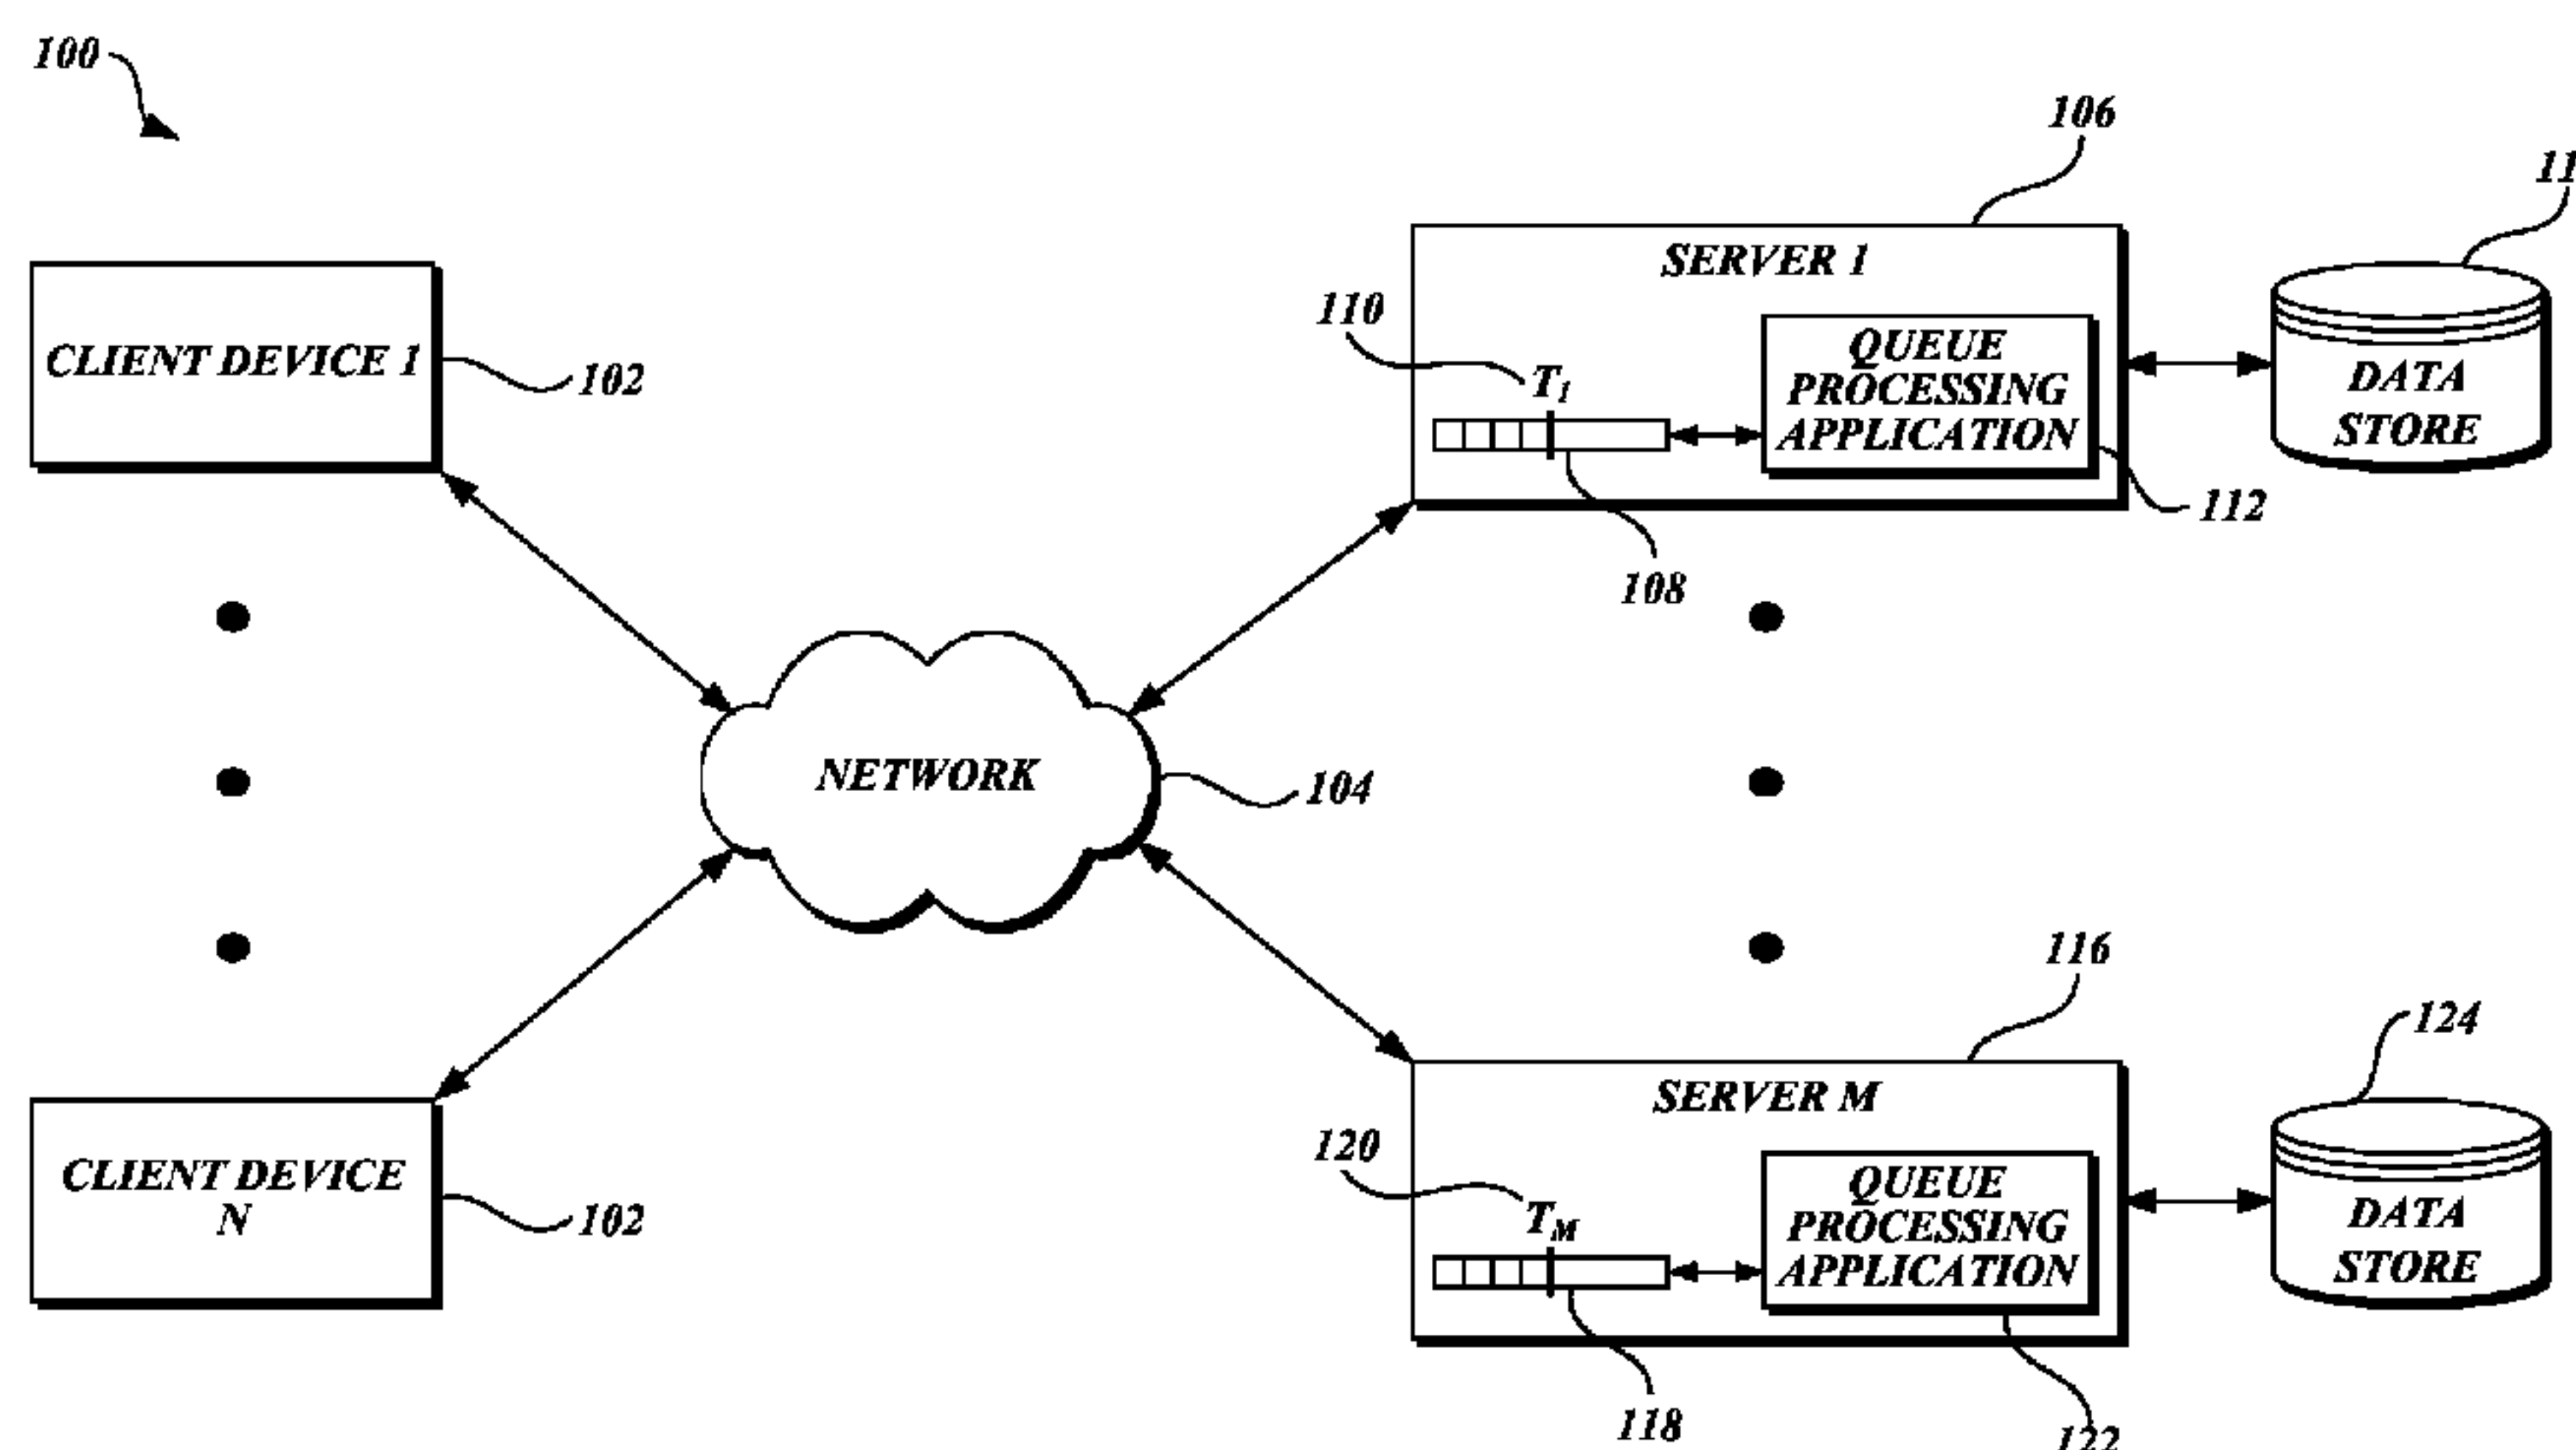 100
106
SERVER 1
110
T1
QUEUE
PROCESSING
APPLICATION
DATA
STORE
112
108
CLIENT DEVICE 1
102
NETWORK
104
116
124
SERVER M
120
TM
QUEUE
PROCESSING
APPLICATION
DATA
STORE
118
122
CLIENT DEVICE
N
102